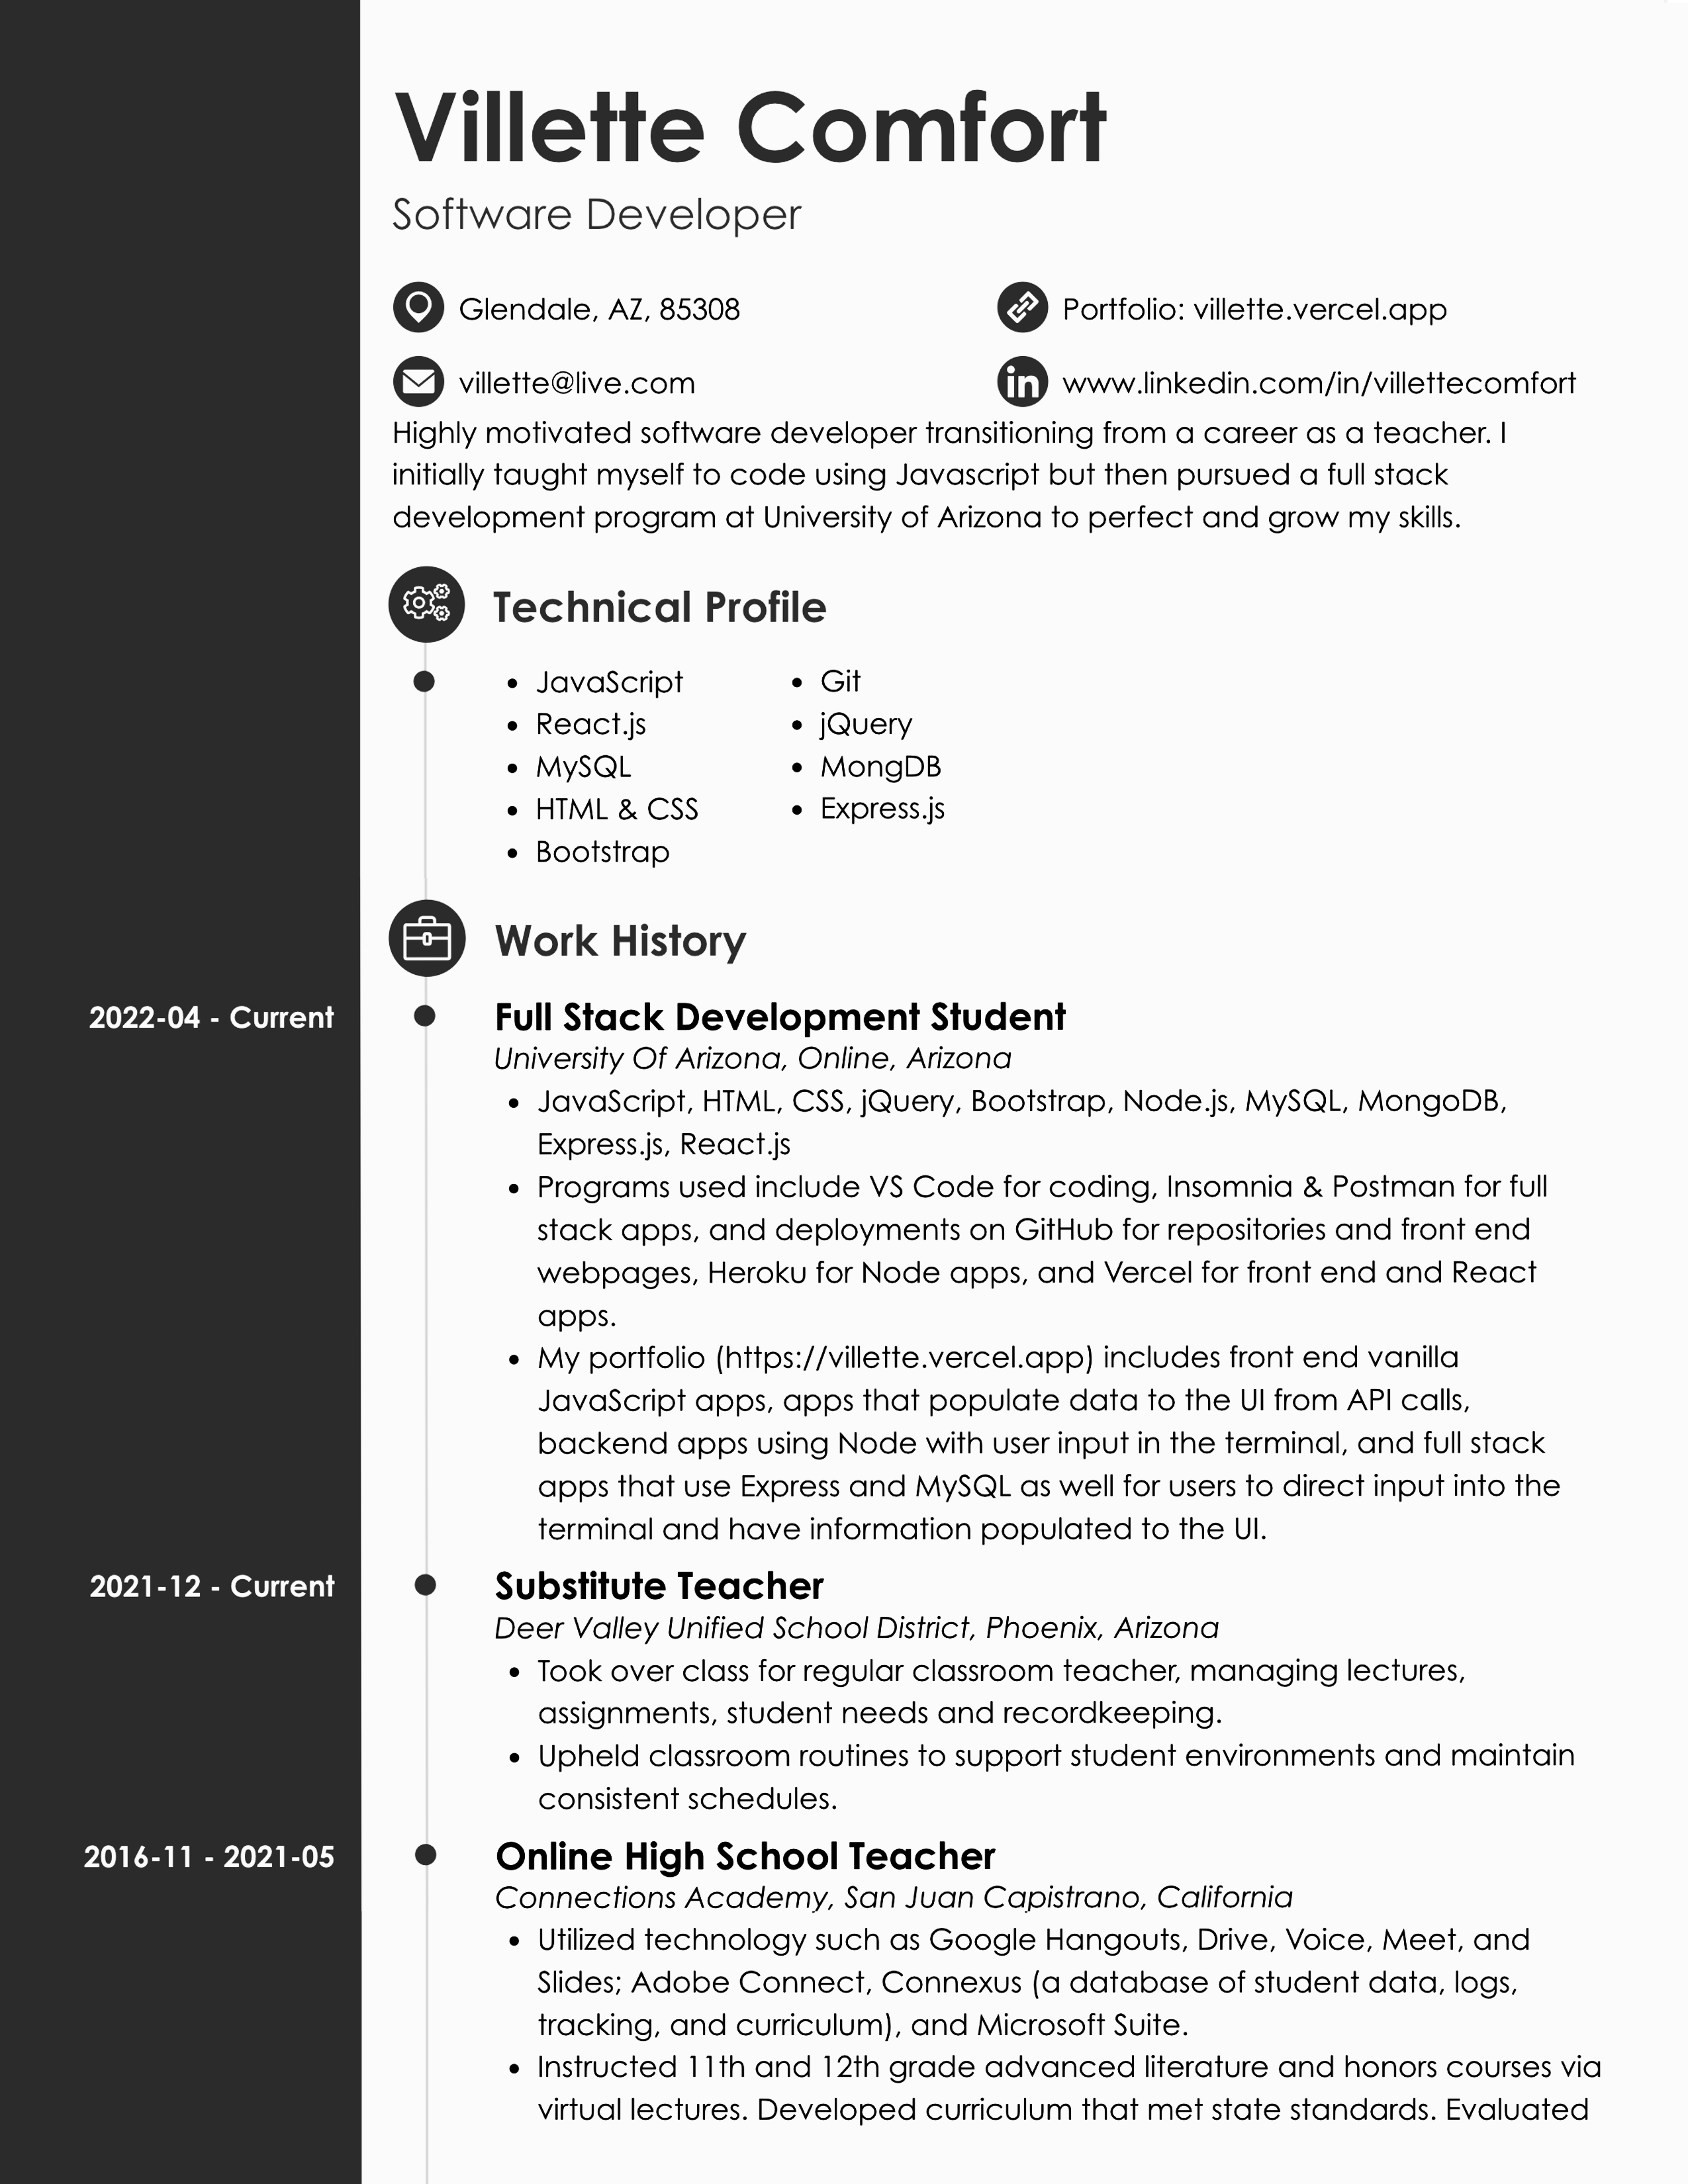 Villette Comfort
Software Developer
Glendale, AZ, 85308
Portfolio: villette.vercel.app
villette@live.com
www.linkedin.com/in/villettecomfort
Highly motivated software developer transitioning from a career as a teacher. I
initially taught myself to code using Javascript but then pursued a full stack
development program at University of Arizona to perfect and grow my skills.
Technical Profile
• JavaScript
• React.js
• MySQL
• HTML & CSS
• Bootstrap
• Git
• jQuery
• MongDB
• Express.js
Work History
2022-04 - Current
Full Stack Development Student
University Of Arizona, Online, Arizona
• JavaScript, HTML, CSS, jQuery, Bootstrap, Node.js, MySQL, MongoDB,
Express.js, React.js
• Programs used include VS Code for coding, Insomnia & Postman for full
stack apps, and deployments on GitHub for repositories and front end
webpages, Heroku for Node apps, and Vercel for front end and React
apps.
• My portfolio (https://villette.vercel.app) includes front end vanilla
JavaScript apps, apps that populate data to the UI from API calls,
backend apps using Node with user input in the terminal, and full stack
apps that use Express and MySQL as well for users to direct input into the
terminal and have information populated to the UI.
2021-12 - Current
Substitute Teacher
Deer Valley Unified School District, Phoenix, Arizona
• Took over class for regular classroom teacher, managing lectures,
assignments, student needs and recordkeeping.
• Upheld classroom routines to support student environments and maintain
consistent schedules.
2016-11 - 2021-05
Online High School Teacher
Connections Academy, San Juan Capistrano, California
• Utilized technology such as Google Hangouts, Drive, Voice, Meet, and
Slides; Adobe Connect, Connexus (a database of student data, logs,
tracking, and curriculum), and Microsoft Suite.
• Instructed 11th and 12th grade advanced literature and honors courses via
virtual lectures. Developed curriculum that met state standards. Evaluated